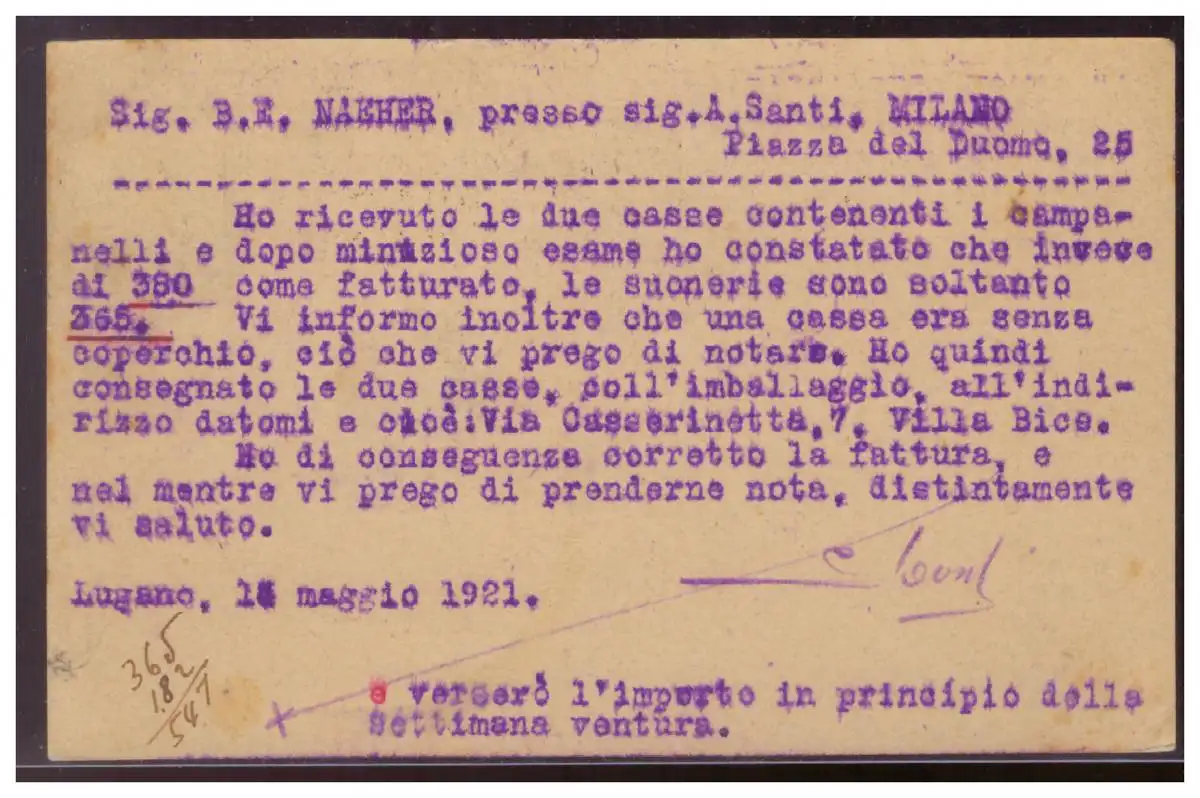 Sig. B.E. NAEHER, presso sig.A.Santi, MILANO
Piazza del Duomo, 25
Ho ricevuto le due casse contenenti i campa-
nelli e dopo minuzioso esame ho constatato che invece
di 380 come fatturato, le suonerie sono soltanto
365. Vi informo inoltre che una cassa era senza
coperchio, ciò che vi prego di notare. Ho quindi
consegnato le due casse, coll'imballaggio, all'indi-
rizzo datomi e cioè:Via Casserinetta,7, Villa Bice.
Ho di conseguenza corretto la fattura, e
nel mentre vi prego di prenderne nota, distintamente
vi saluto.
Lugano, maggio 1921.
365
182
547
e verserò l'importo in principio della
settimana ventura.